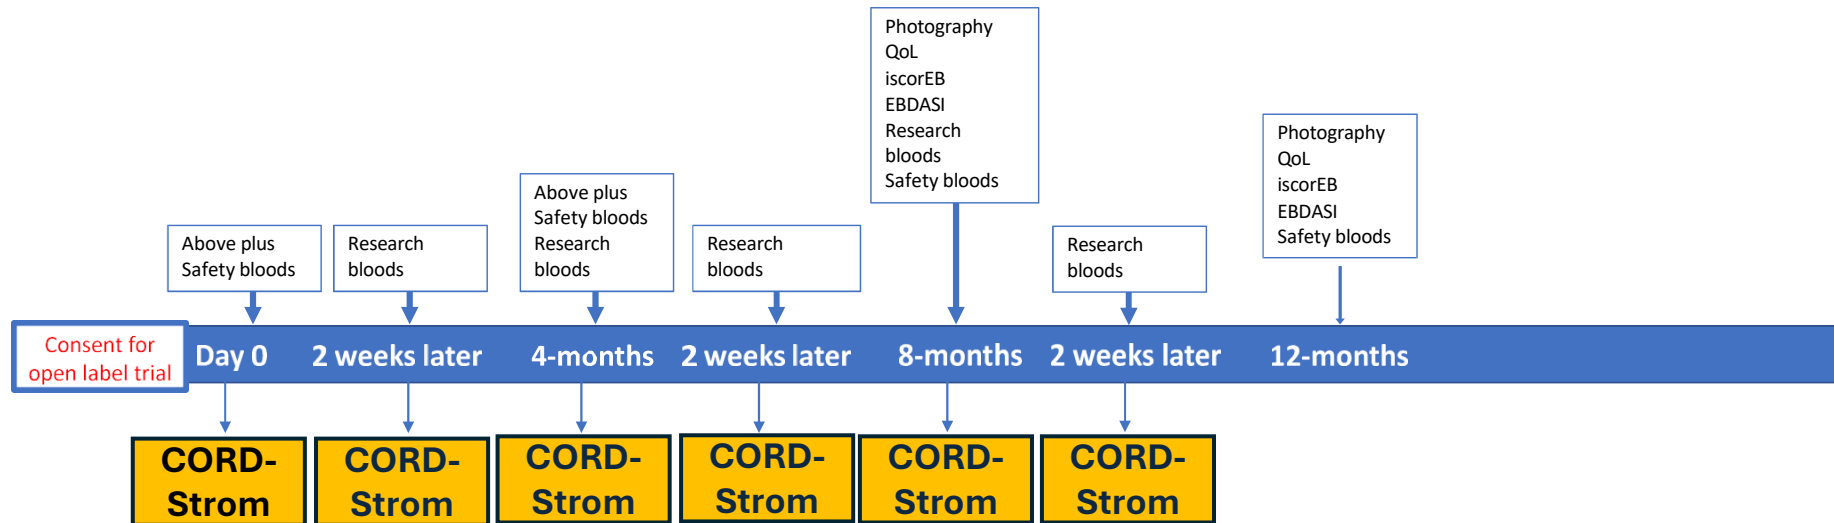 Photography
QoL
iscorEB
EBDASI
Research
bloods
Safety bloods
Photography
QoL
iscorEB
EBDASI
Safety bloods
Above plus
Safety bloods
Research
bloods
Above plus
Safety bloods
Research
bloods
Research
bloods
Research
bloods
Consent for
open label trial
Day 0
2 weeks later
4-months
2 weeks later
8-months
2 weeks later
12-months
CORD-
Strom
CORD-
Strom
CORD-
Strom
CORD-
Strom
CORD-
Strom
CORD-
Strom